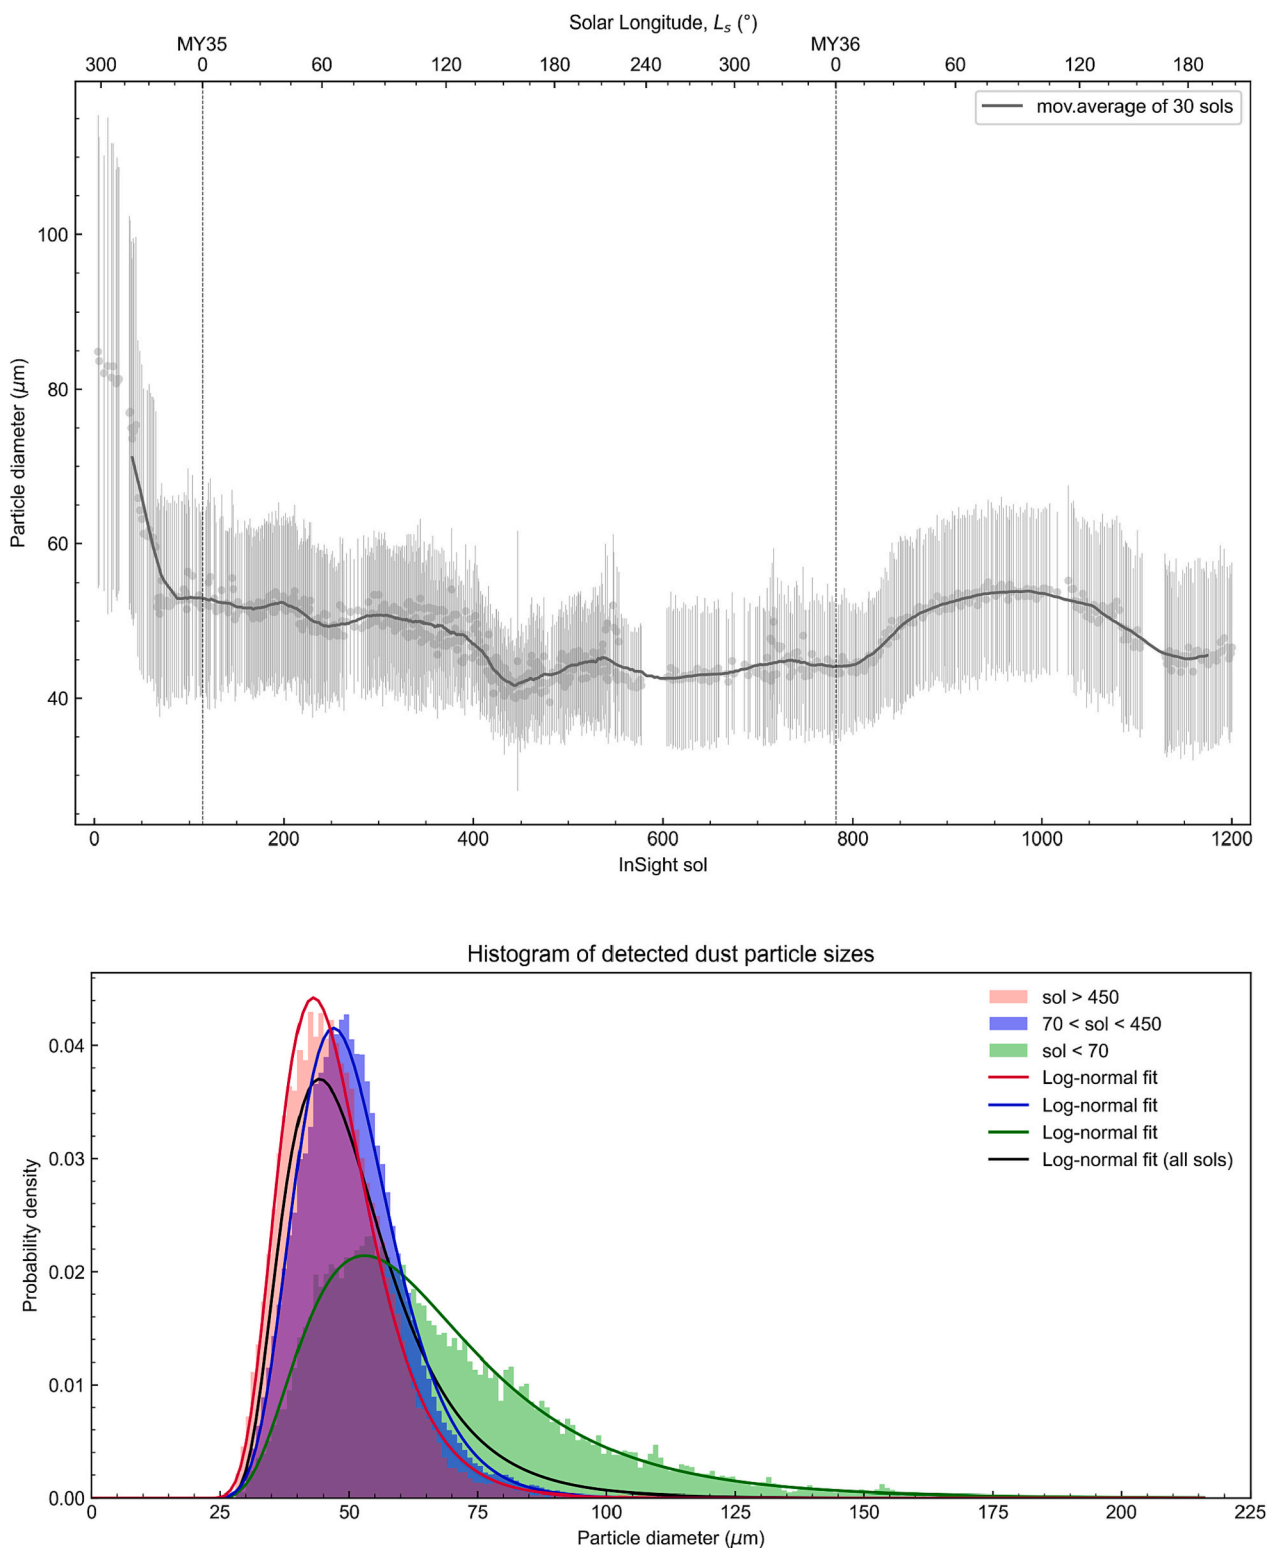 Solar Longitude, Lₛ (°)
MY35 MY36
300 0 60 120 180 240 300 0 60 120 180
mov.average of 30 sols
100
80
60
40
Particle diameter (μm)
0 200 400 600 800 1000 1200
InSight sol
Histogram of detected dust particle sizes
sol > 450
70 < sol < 450
sol < 70
Log-normal fit
Log-normal fit
Log-normal fit
Log-normal fit (all sols)
0.04
0.03
0.02
0.01
0.00
Probability density
0 25 50 75 100 125 150 175 200 225
Particle diameter (μm)